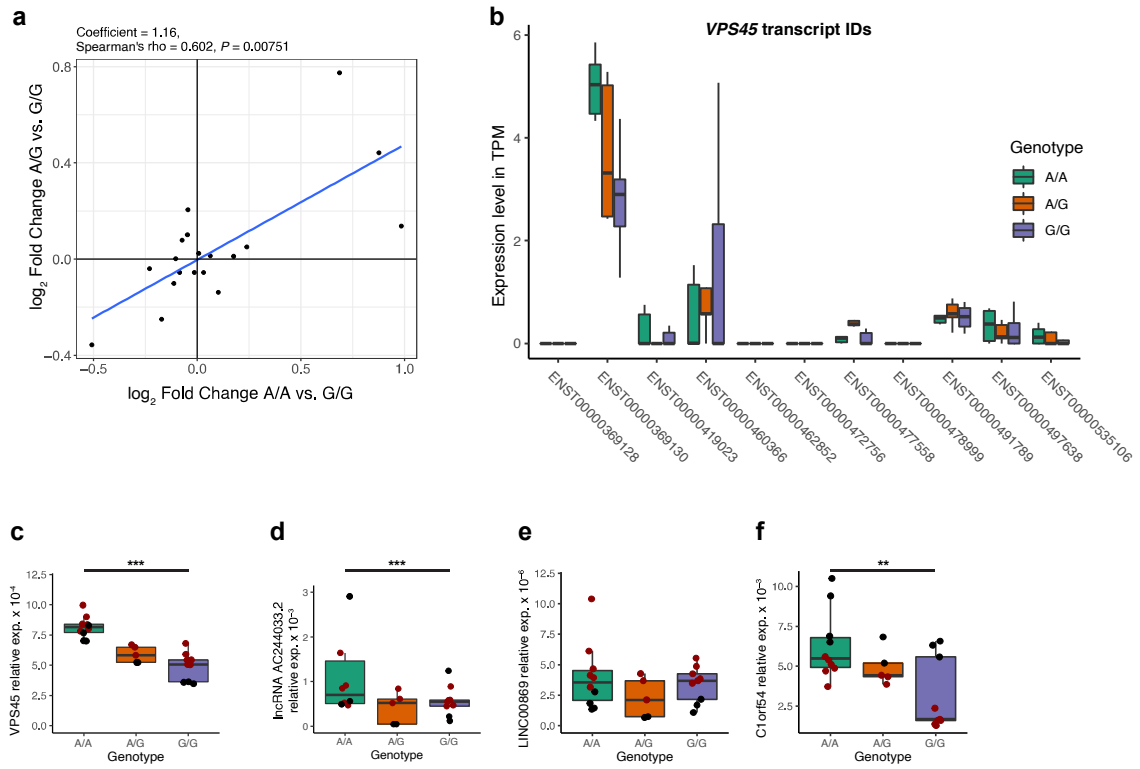 a
Coefficient = 1.16,
Spearman's rho = 0.602, P = 0.00751
0.8
0.4
0.0
−0.4
−0.5
0.0
0.5
1.0
log2 Fold Change A/G vs. G/G
log2 Fold Change A/A vs. G/G
b
VPS45 transcript IDs
6
4
2
0
Expression level in TPM
Genotype
A/A
A/G
G/G
ENST00000369128
ENST00000369130
ENST00000419023
ENST00000460366
ENST00000462852
ENST00000472756
ENST00000477558
ENST00000478999
ENST00000491789
ENST00000497638
ENST00000535106
c
***
12.5
10.0
7.5
5.0
2.5
0.0
VPS45 relative exp. x 10-4
A/A
A/G
G/G
Genotype
d
***
3.0
2.0
1.0
0.0
lncRNA AC244033.2
relative exp. x 10−3
A/A
A/G
G/G
Genotype
e
12.5
10.0
7.5
5.0
2.5
0.0
LINC00869 relative exp. x 10−6
A/A
A/G
G/G
Genotype
f
**
10.0
7.5
5.0
2.5
C1orf54 relative exp. x 10−3
A/A
A/G
G/G
Genotype